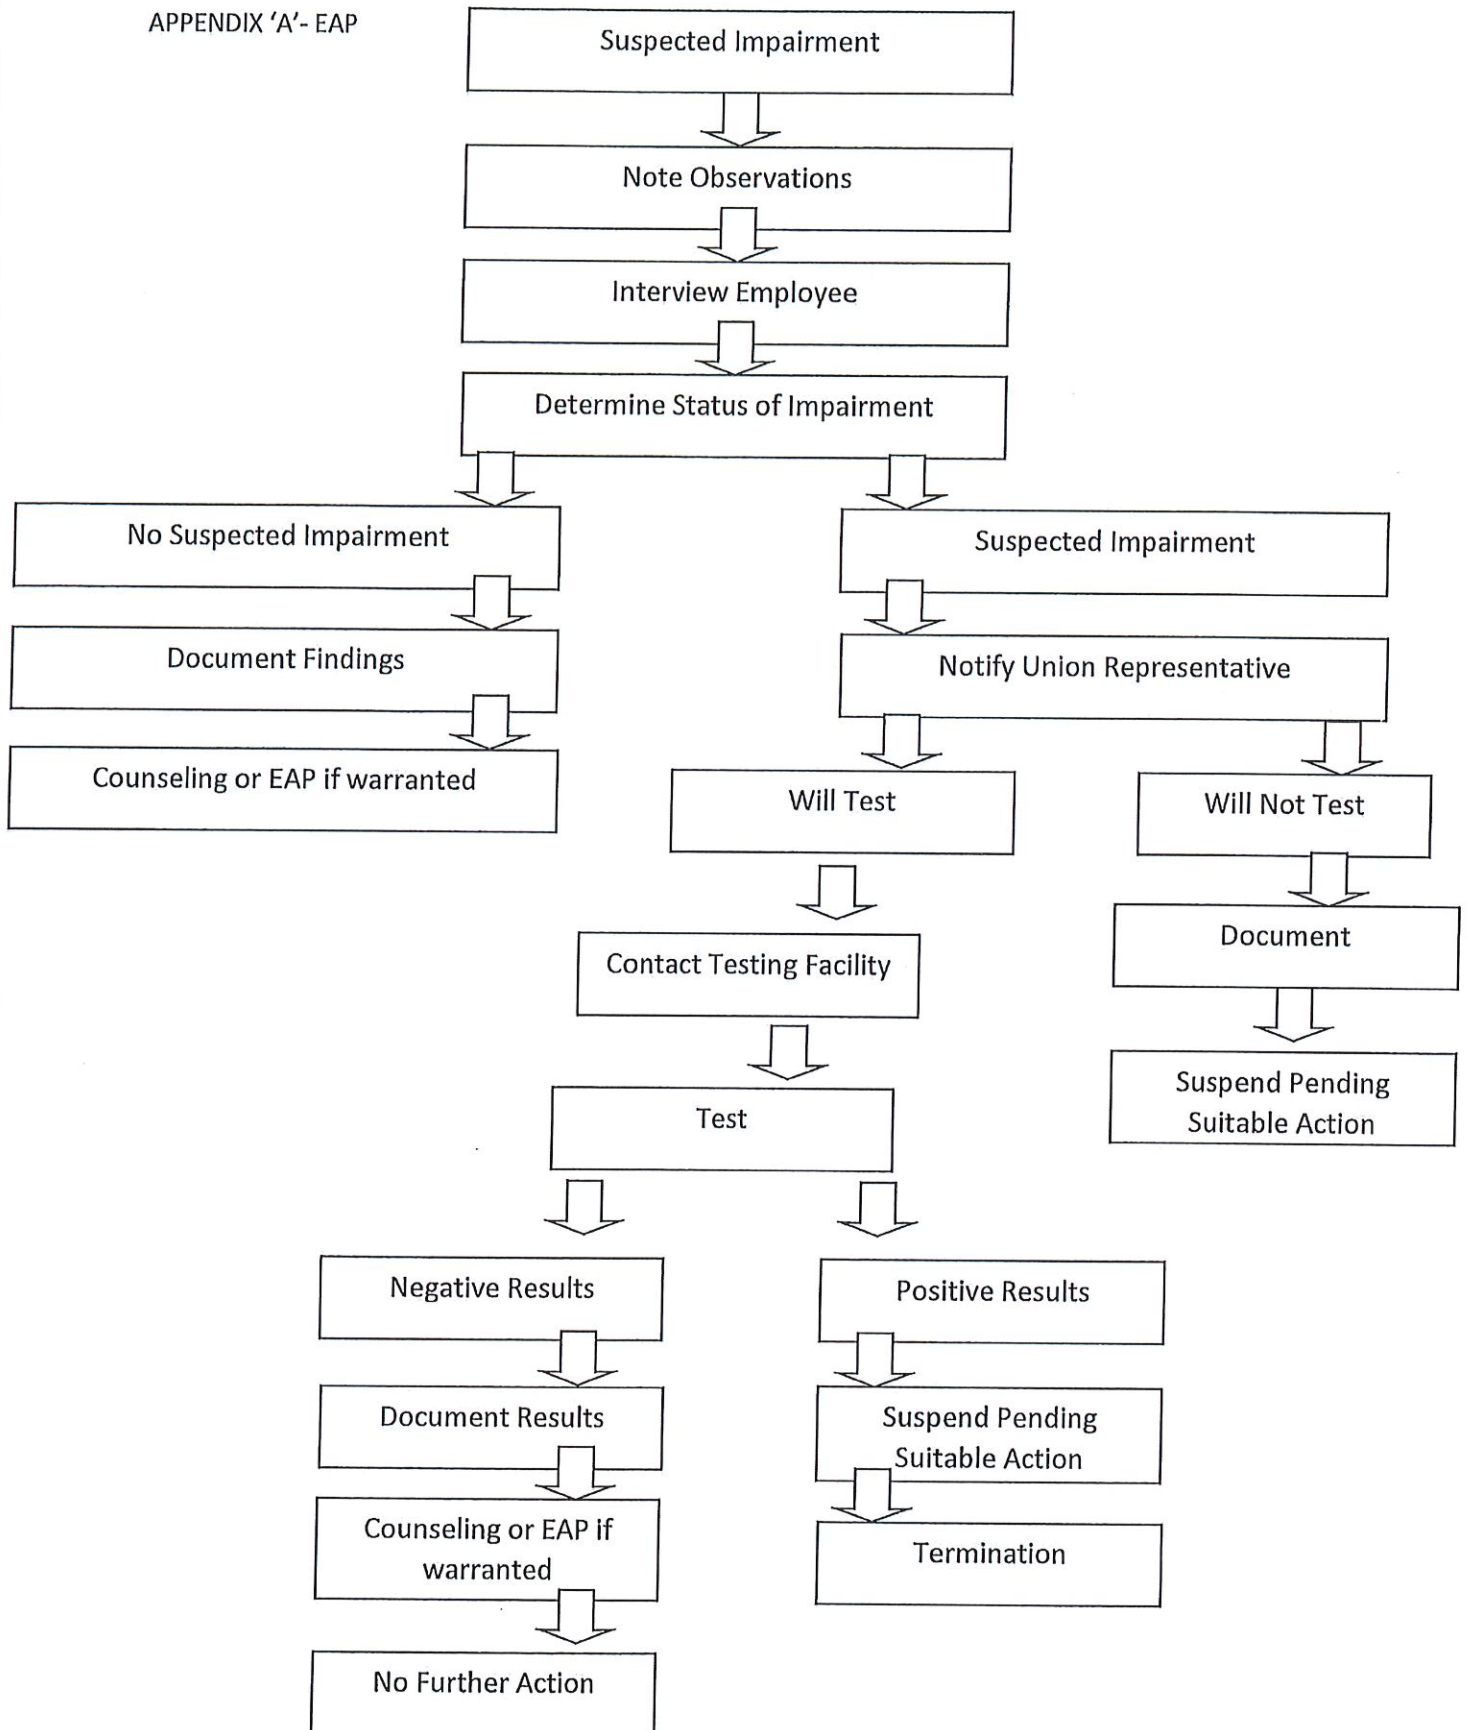 APPENDIX ‘A’- EAP
Suspected Impairment
Note Observations
Interview Employee
Determine Status of Impairment
No Suspected Impairment
Suspected Impairment
Document Findings
Notify Union Representative
Counseling or EAP if warranted
Will Test
Will Not Test
Document
Contact Testing Facility
Suspend Pending
Suitable Action
Test
Negative Results
Positive Results
Document Results
Suspend Pending
Suitable Action
Counseling or EAP if
warranted
Termination
No Further Action